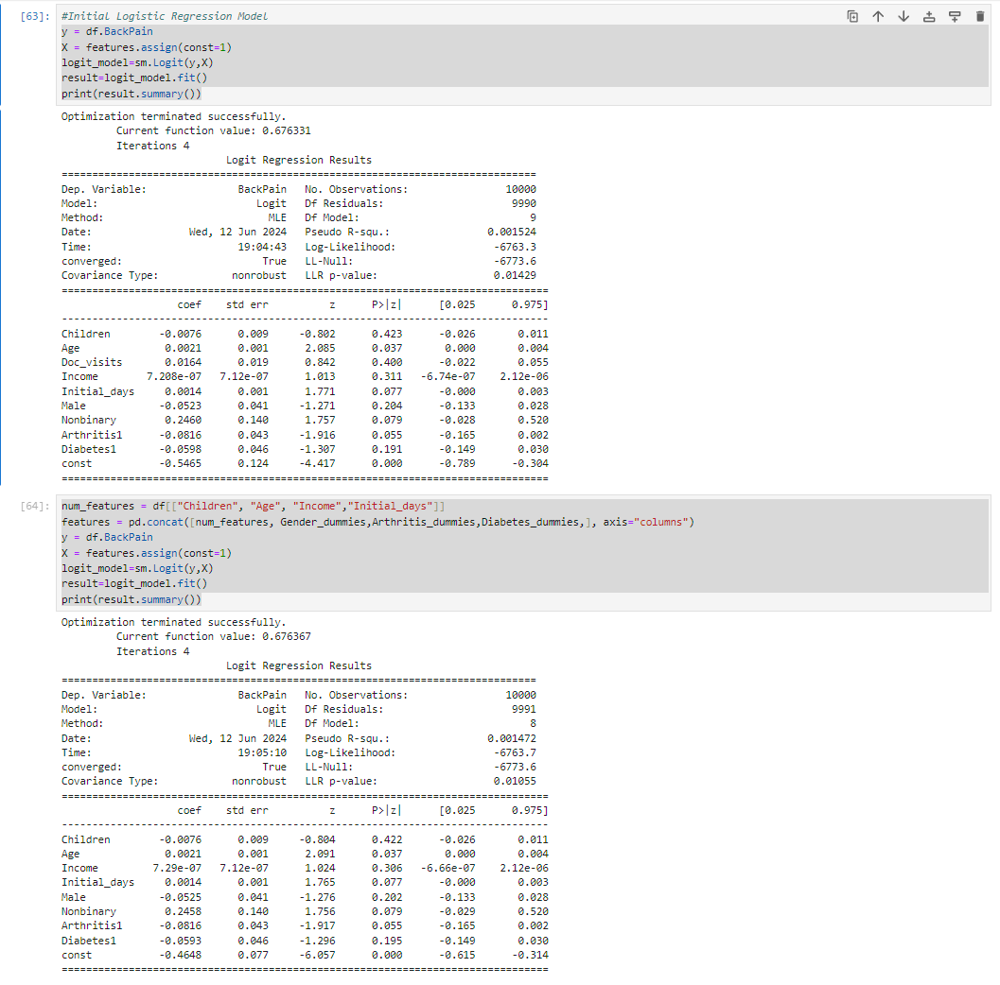 [63]: #Initial Logistic Regression Model
y = df.BackPain
X = features.assign(const=1)
logit_model=sm.Logit(y,X)
result=logit_model.fit()
print(result.summary())
Optimization terminated successfully.
         Current function value: 0.676331
         Iterations 4
                           Logit Regression Results
==============================================================================
Dep. Variable:               BackPain   No. Observations:                10000
Model:                          Logit   Df Residuals:                     9990
Method:                           MLE   Df Model:                            9
Date:                Wed, 12 Jun 2024   Pseudo R-squ.:                0.001524
Time:                        19:04:43   Log-Likelihood:                -6763.3
converged:                       True   LL-Null:                       -6773.6
Covariance Type:            nonrobust   LLR p-value:                   0.01429
================================================================================
                   coef    std err          z      P>|z|      [0.025      0.975]
--------------------------------------------------------------------------------
Children        -0.0076      0.009     -0.802      0.423      -0.026       0.011
Age              0.0021      0.001      2.085      0.037       0.000       0.004
Doc_visits       0.0164      0.019      0.842      0.400      -0.022       0.055
Income        7.208e-07   7.12e-07      1.013      0.311   -6.74e-07    2.12e-06
Initial_days     0.0014      0.001      1.771      0.077      -0.000       0.003
Male            -0.0523      0.041     -1.271      0.204      -0.133       0.028
Nonbinary        0.2460      0.140      1.757      0.079      -0.028       0.520
Arthritis1      -0.0816      0.043     -1.916      0.055      -0.165       0.002
Diabetes1       -0.0598      0.046     -1.307      0.191      -0.149       0.030
const           -0.5465      0.124     -4.417      0.000      -0.789      -0.304
================================================================================
[64]: num_features = df[["Children", "Age", "Income","Initial_days"]]
features = pd.concat([num_features, Gender_dummies,Arthritis_dummies,Diabetes_dummies,], axis="columns")
y = df.BackPain
X = features.assign(const=1)
logit_model=sm.Logit(y,X)
result=logit_model.fit()
print(result.summary())
Optimization terminated successfully.
         Current function value: 0.676367
         Iterations 4
                           Logit Regression Results
==============================================================================
Dep. Variable:               BackPain   No. Observations:                10000
Model:                          Logit   Df Residuals:                     9991
Method:                           MLE   Df Model:                            8
Date:                Wed, 12 Jun 2024   Pseudo R-squ.:                0.001472
Time:                        19:05:10   Log-Likelihood:                -6763.7
converged:                       True   LL-Null:                       -6773.6
Covariance Type:            nonrobust   LLR p-value:                   0.01055
================================================================================
                   coef    std err          z      P>|z|      [0.025      0.975]
--------------------------------------------------------------------------------
Children        -0.0076      0.009     -0.804      0.422      -0.026       0.011
Age              0.0021      0.001      2.091      0.037       0.000       0.004
Income         7.29e-07   7.12e-07      1.024      0.306   -6.66e-07    2.12e-06
Initial_days     0.0014      0.001      1.765      0.077      -0.000       0.003
Male            -0.0525      0.041     -1.276      0.202      -0.133       0.028
Nonbinary        0.2458      0.140      1.756      0.079      -0.029       0.520
Arthritis1      -0.0816      0.043     -1.917      0.055      -0.165       0.002
Diabetes1       -0.0593      0.046     -1.296      0.195      -0.149       0.030
const           -0.4648      0.077     -6.057      0.000      -0.615      -0.314
================================================================================